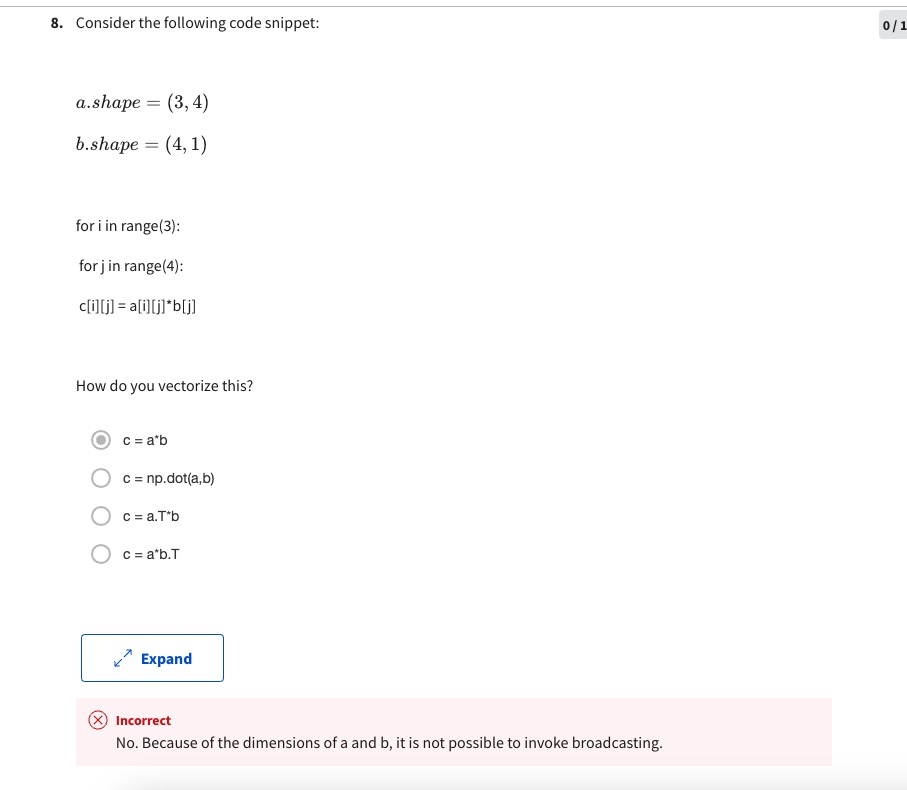 8. Consider the following code snippet:
0 / 1
a.shape = (3, 4)
b.shape = (4, 1)
for i in range(3):
for j in range(4):
c[i][j] = a[i][j]*b[j]
How do you vectorize this?
c = a*b
c = np.dot(a,b)
c = a.T*b
c = a*b.T
Expand
Incorrect
No. Because of the dimensions of a and b, it is not possible to invoke broadcasting.